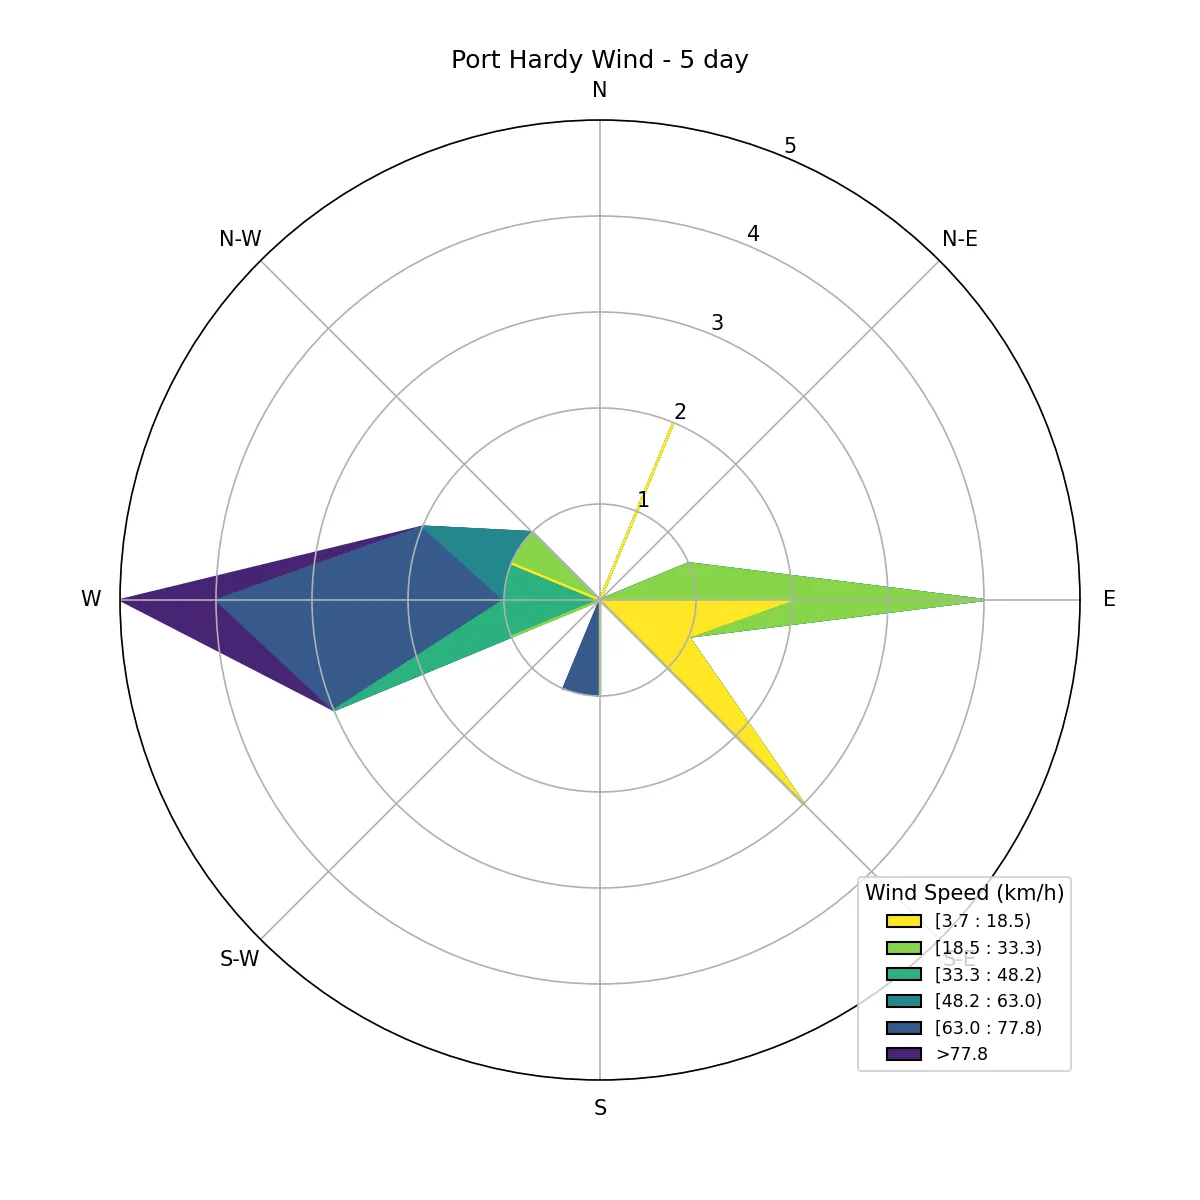 Port Hardy Wind - 5 day
N
5
N-W
4
N-E
3
2
1
W
E
Wind Speed (km/h)
[3.7 : 18.5)
[18.5 : 33.3)
S-W
S-E
[33.3 : 48.2)
[48.2 : 63.0)
[63.0 : 77.8)
>77.8
S